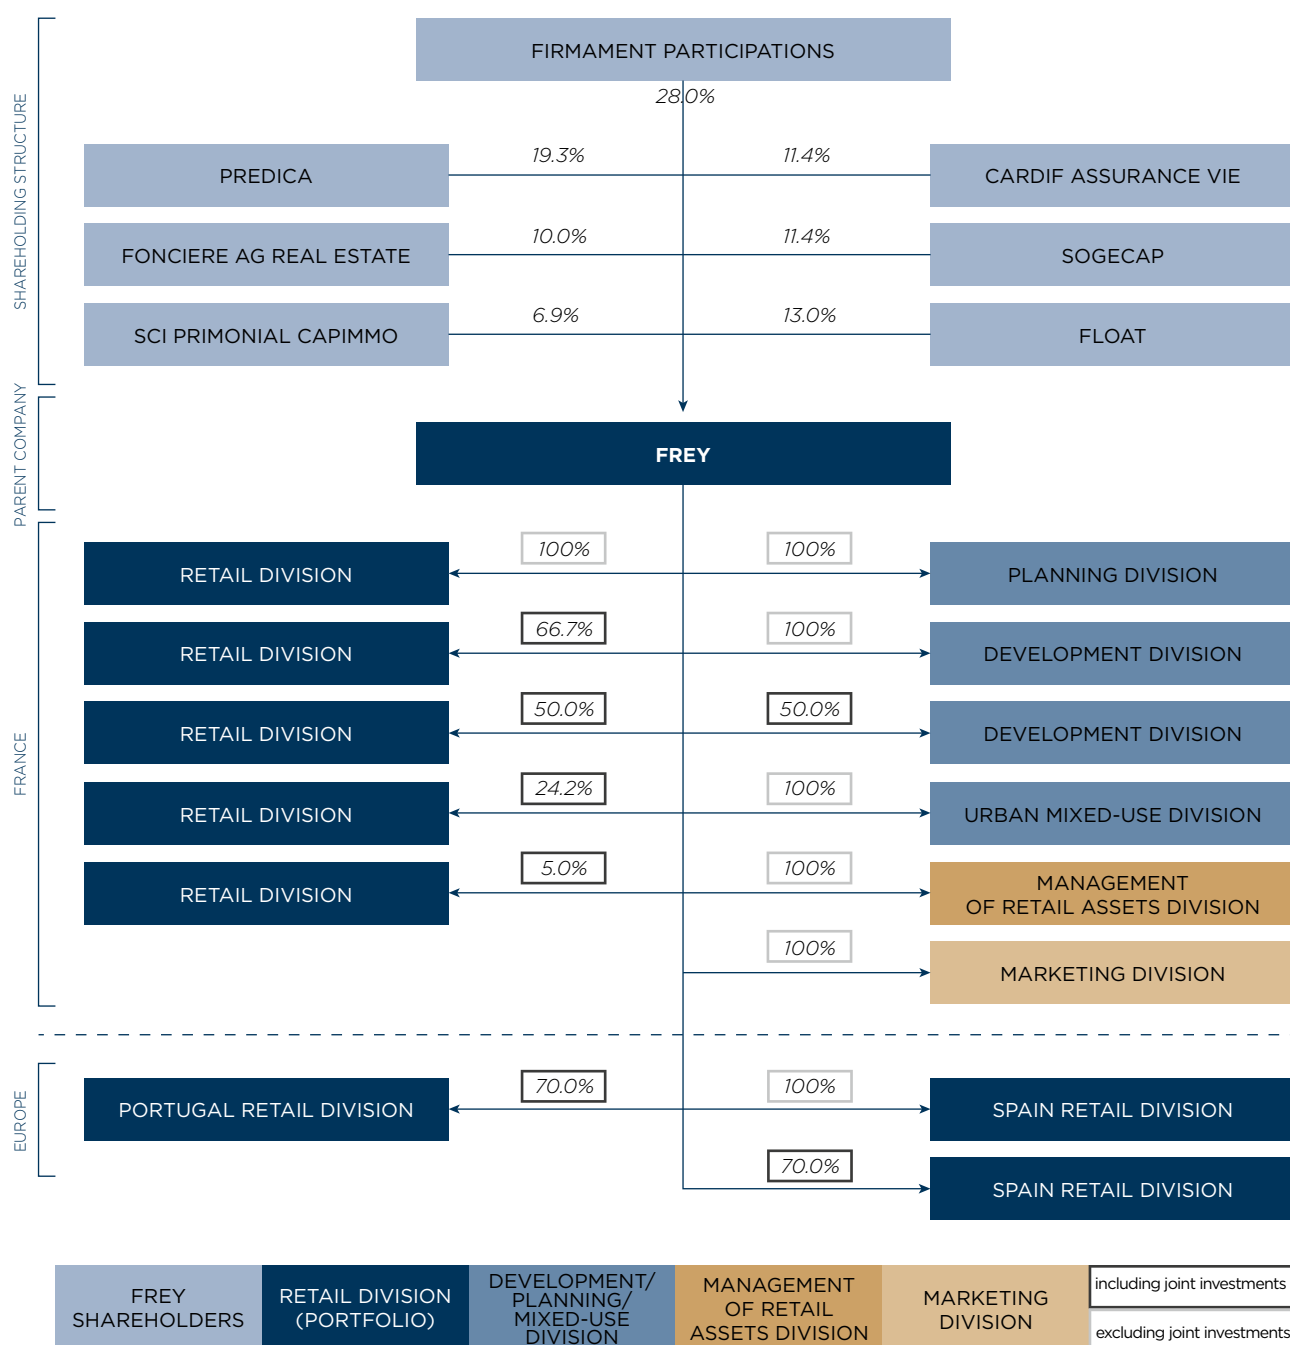 SHAREHOLDING STRUCTURE
FIRMAMENT PARTICIPATIONS
28.0%
PREDICA
19.3%
11.4%
CARDIF ASSURANCE VIE
FONCIERE AG REAL ESTATE
10.0%
11.4%
SOGECAP
SCI PRIMONIAL CAPIMMO
6.9%
13.0%
FLOAT
PARENT COMPANY
FREY
FRANCE
RETAIL DIVISION
100%
100%
PLANNING DIVISION
RETAIL DIVISION
66.7%
100%
DEVELOPMENT DIVISION
RETAIL DIVISION
50.0%
50.0%
DEVELOPMENT DIVISION
RETAIL DIVISION
24.2%
100%
URBAN MIXED-USE DIVISION
RETAIL DIVISION
5.0%
100%
MANAGEMENT
OF RETAIL ASSETS DIVISION
100%
MARKETING DIVISION
EUROPE
PORTUGAL RETAIL DIVISION
70.0%
100%
SPAIN RETAIL DIVISION
70.0%
SPAIN RETAIL DIVISION
FREY
SHAREHOLDERS
RETAIL DIVISION
(PORTFOLIO)
DEVELOPMENT/
PLANNING/
MIXED-USE
DIVISION
MANAGEMENT
OF RETAIL
ASSETS DIVISION
MARKETING
DIVISION
including joint investments
excluding joint investments